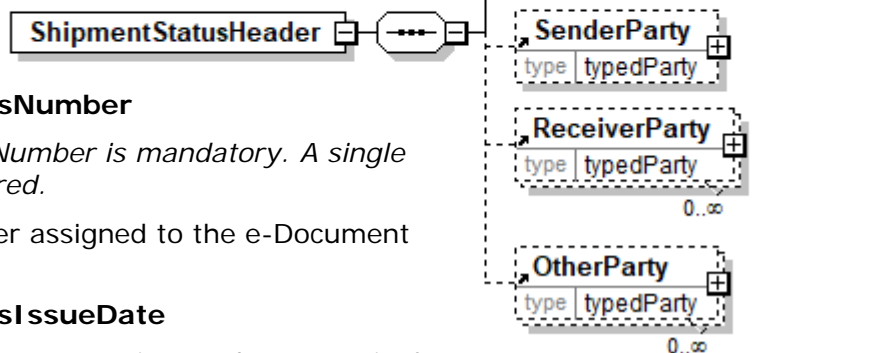 ShipmentStatusHeader
sNumber
Number is mandatory. A single
red.
er assigned to the e-Document
sIssueDate
SenderParty
type typedParty
ReceiverParty
type typedParty
0..∞
OtherParty
type typedParty
0..∞